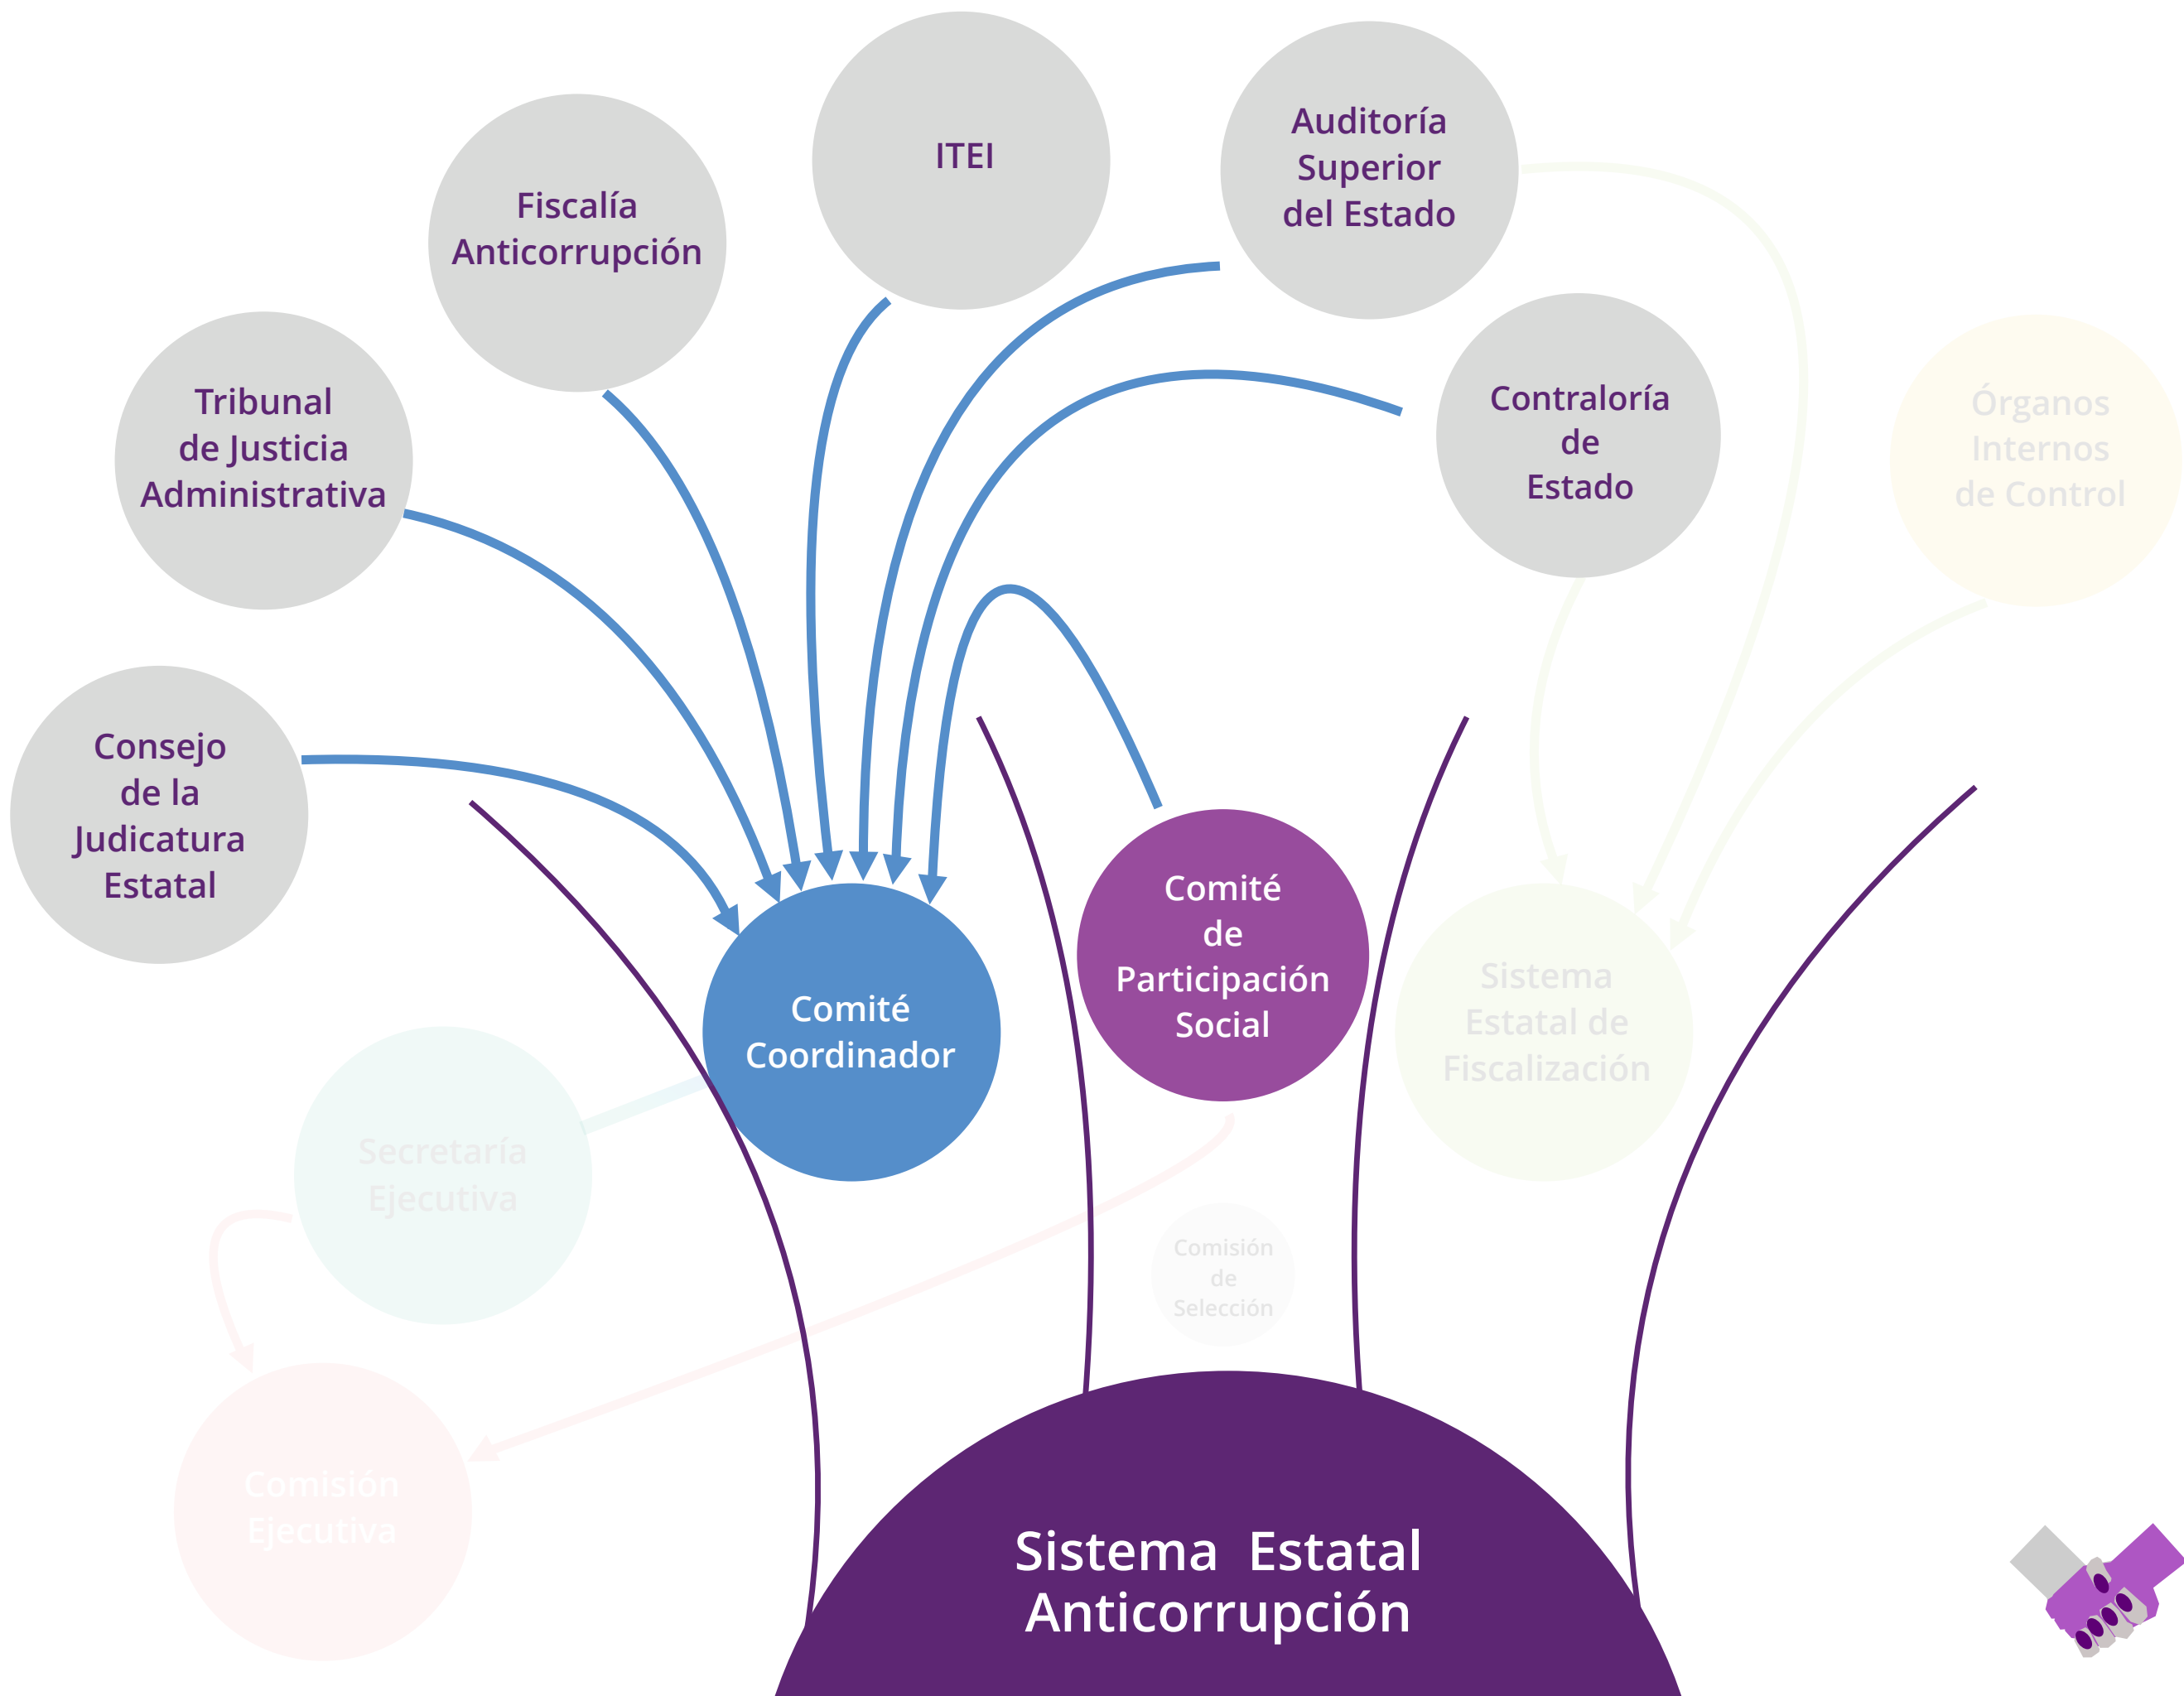 ITEI
Auditoría
Superior
del Estado
Fiscalía
Anticorrupción
Tribunal
de Justicia
Administrativa
Contraloría
de
Estado
Órganos
Internos
de Control
Consejo
de la
Judicatura
Estatal
Comité
Coordinador
Comité
de
Participación
Social
Sistema
Estatal de
Fiscalización
Secretaría
Ejecutiva
Comisión
de
Selección
Comisión
Ejecutiva
Sistema Estatal
Anticorrupción